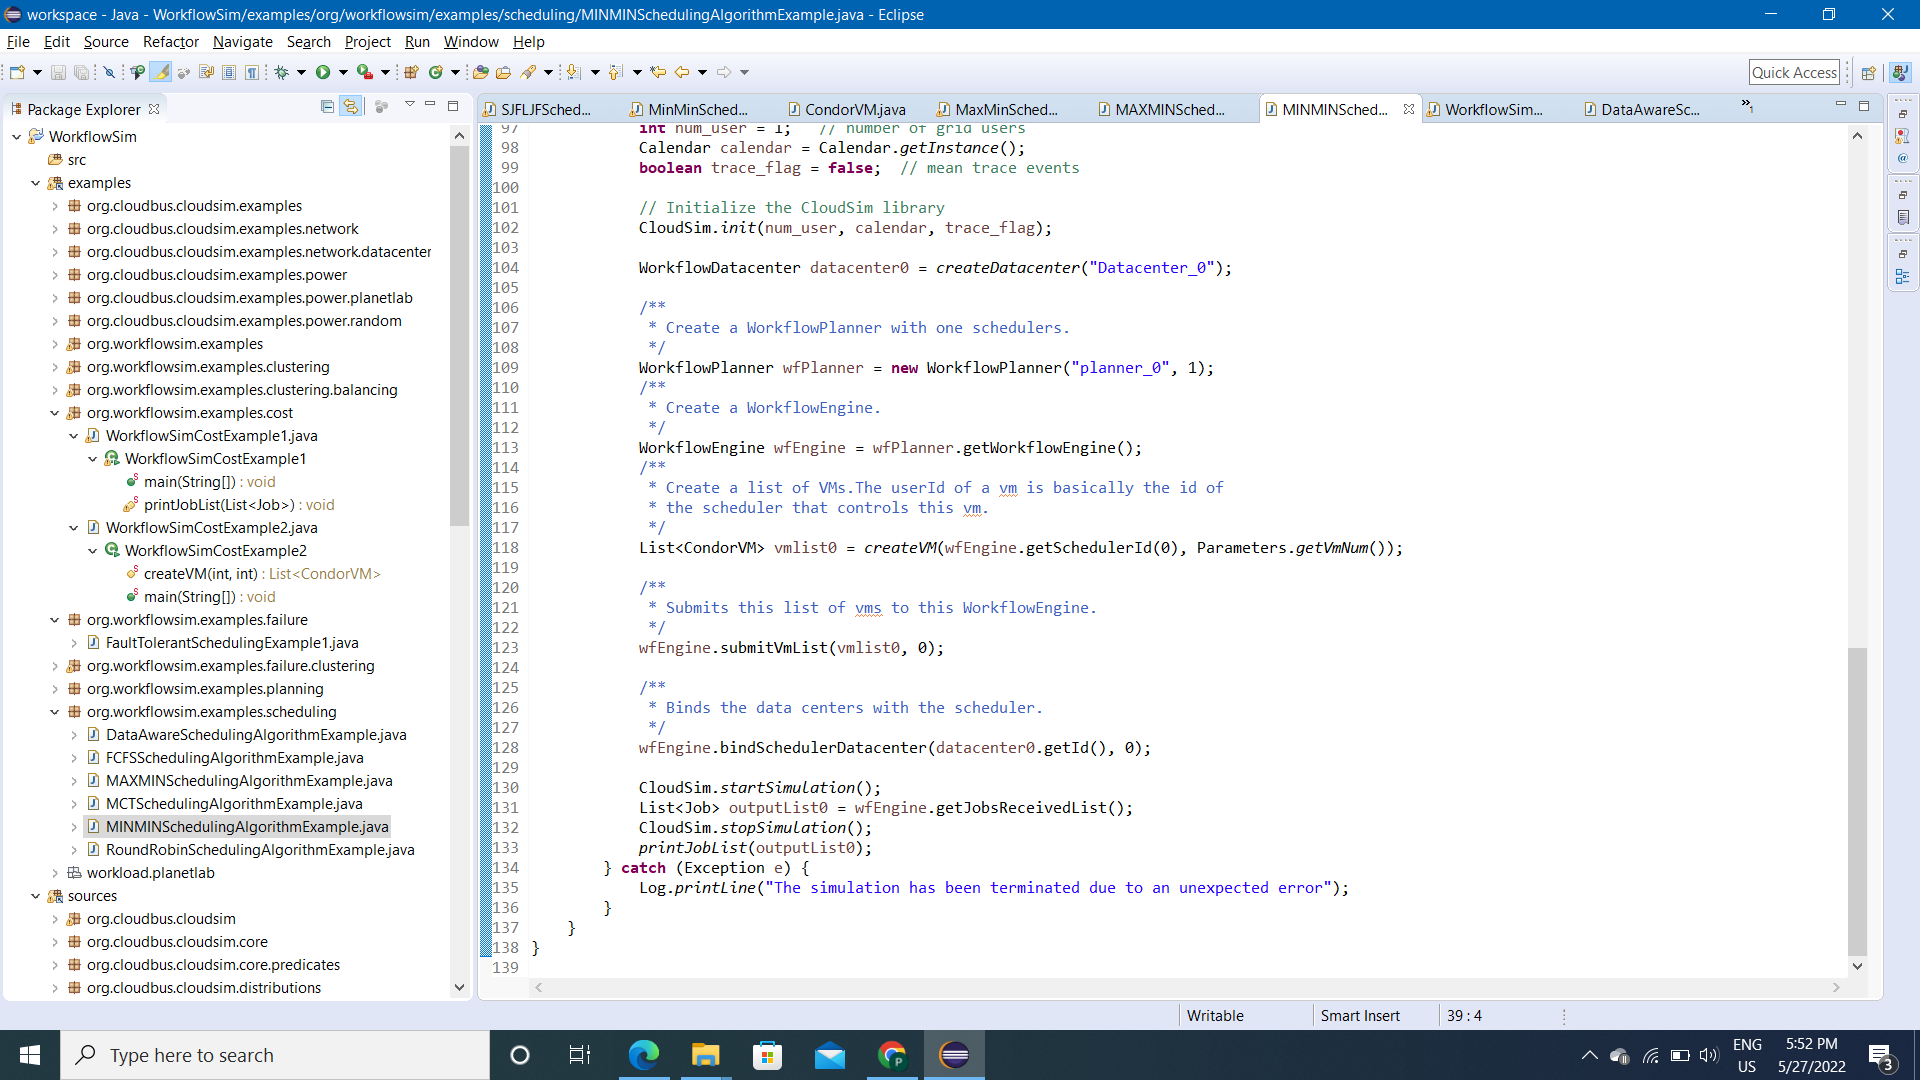 workspace - Java - WorkflowSim/examples/org/workflowsim/examples/scheduling/MINMINSchedulingAlgorithmExample.java - Eclipse
File Edit Source Refactor Navigate Search Project Run Window Help
Quick Access
Package Explorer
SJFLJFSched... MinMinSched... CondorVM.java MaxMinSched... MAXMINSched... MINMINSched... WorkflowSim... DataAwareSc... »1
WorkflowSim
src
examples
org.cloudbus.cloudsim.examples
org.cloudbus.cloudsim.examples.network
org.cloudbus.cloudsim.examples.network.datacenter
org.cloudbus.cloudsim.examples.power
org.cloudbus.cloudsim.examples.power.planetlab
org.cloudbus.cloudsim.examples.power.random
org.workflowsim.examples
org.workflowsim.examples.clustering
org.workflowsim.examples.clustering.balancing
org.workflowsim.examples.cost
WorkflowSimCostExample1.java
WorkflowSimCostExample1
main(String[]) : void
printJobList(List<Job>) : void
WorkflowSimCostExample2.java
WorkflowSimCostExample2
createVM(int, int) : List<CondorVM>
main(String[]) : void
org.workflowsim.examples.failure
FaultTolerantSchedulingExample1.java
org.workflowsim.examples.failure.clustering
org.workflowsim.examples.planning
org.workflowsim.examples.scheduling
DataAwareSchedulingAlgorithmExample.java
FCFSSchedulingAlgorithmExample.java
MAXMINSchedulingAlgorithmExample.java
MCTSchedulingAlgorithmExample.java
MINMINSchedulingAlgorithmExample.java
RoundRobinSchedulingAlgorithmExample.java
workload.planetlab
sources
org.cloudbus.cloudsim
org.cloudbus.cloudsim.core
org.cloudbus.cloudsim.core.predicates
org.cloudbus.cloudsim.distributions
97 int num_user = 1; // number of grid users
98 Calendar calendar = Calendar.getInstance();
99 boolean trace_flag = false; // mean trace events
100
101 // Initialize the CloudSim library
102 CloudSim.init(num_user, calendar, trace_flag);
103
104 WorkflowDatacenter datacenter0 = createDatacenter("Datacenter_0");
105
106 /**
107 * Create a WorkflowPlanner with one schedulers.
108 */
109 WorkflowPlanner wfPlanner = new WorkflowPlanner("planner_0", 1);
110 /**
111 * Create a WorkflowEngine.
112 */
113 WorkflowEngine wfEngine = wfPlanner.getWorkflowEngine();
114 /**
115 * Create a list of VMs.The userId of a vm is basically the id of
116 * the scheduler that controls this vm.
117 */
118 List<CondorVM> vmlist0 = createVM(wfEngine.getSchedulerId(0), Parameters.getVmNum());
119
120 /**
121 * Submits this list of vms to this WorkflowEngine.
122 */
123 wfEngine.submitVmList(vmlist0, 0);
124
125 /**
126 * Binds the data centers with the scheduler.
127 */
128 wfEngine.bindSchedulerDatacenter(datacenter0.getId(), 0);
129
130 CloudSim.startSimulation();
131 List<Job> outputList0 = wfEngine.getJobsReceivedList();
132 CloudSim.stopSimulation();
133 printJobList(outputList0);
134 } catch (Exception e) {
135 Log.printLine("The simulation has been terminated due to an unexpected error");
136 }
137 }
138 }
139
Writable Smart Insert 39 : 4
Type here to search
ENG
US
5:52 PM
5/27/2022
3